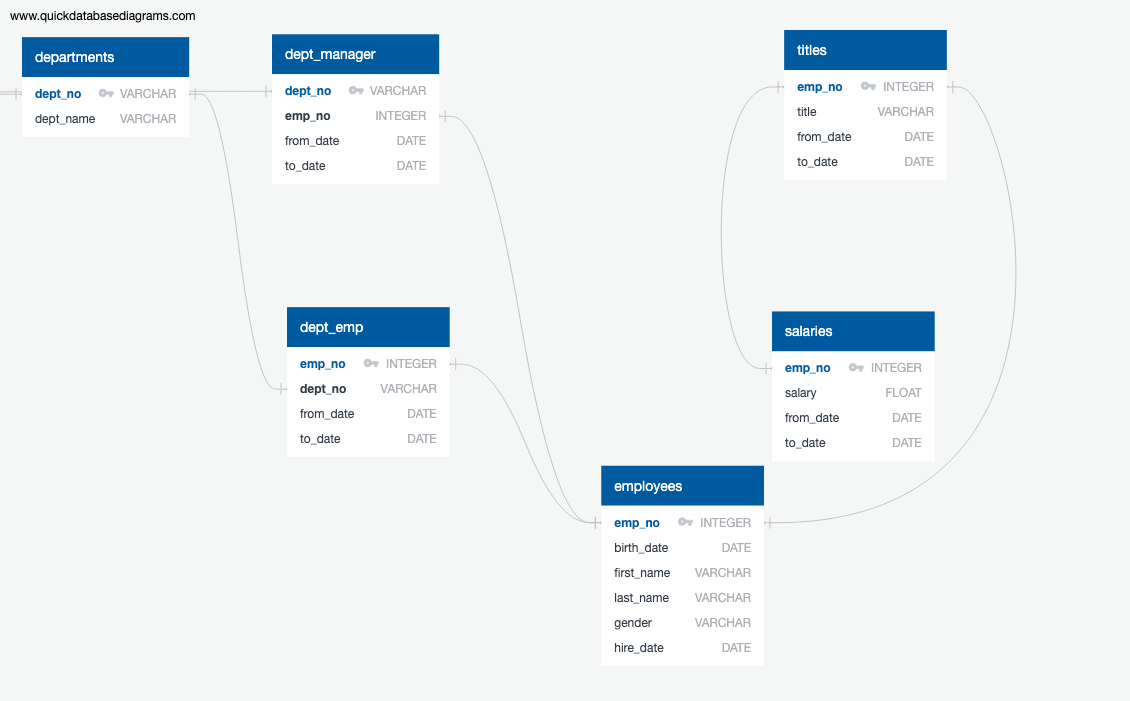 www.quickdatabasediagrams.com
departments
dept_no VARCHAR
dept_name VARCHAR
dept_manager
dept_no VARCHAR
emp_no INTEGER
from_date DATE
to_date DATE
titles
emp_no INTEGER
title VARCHAR
from_date DATE
to_date DATE
dept_emp
emp_no INTEGER
dept_no VARCHAR
from_date DATE
to_date DATE
salaries
emp_no INTEGER
salary FLOAT
from_date DATE
to_date DATE
employees
emp_no INTEGER
birth_date DATE
first_name VARCHAR
last_name VARCHAR
gender VARCHAR
hire_date DATE